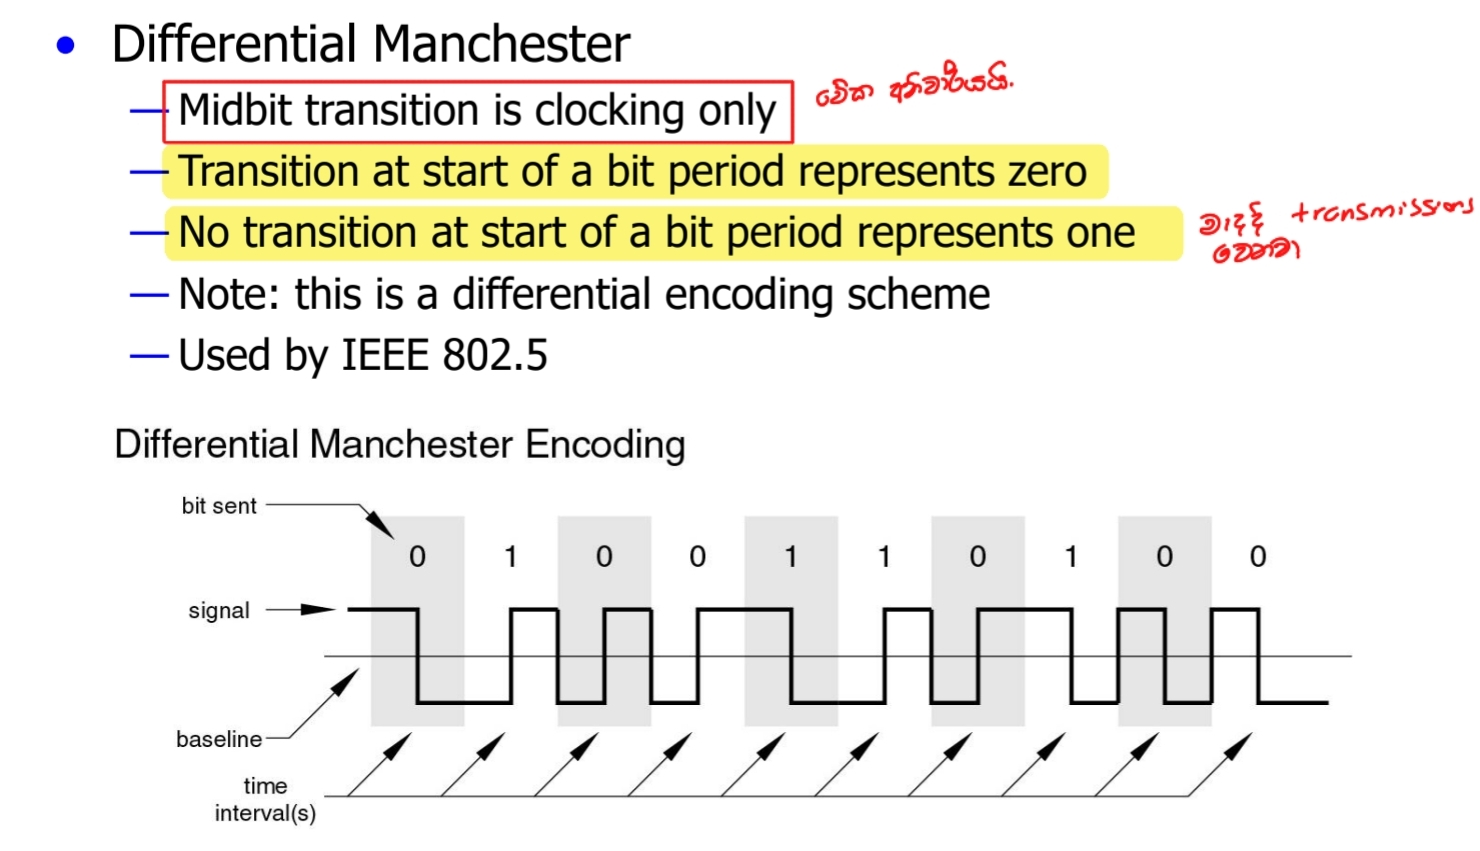 • Differential Manchester
— Midbit transition is clocking only
වේක අනිවාර්යයයි.
— Transition at start of a bit period represents zero
— No transition at start of a bit period represents one
transmissions
වෙනවා
— Note: this is a differential encoding scheme
— Used by IEEE 802.5
Differential Manchester Encoding
bit sent
0 1 0 0 1 1 0 1 0 0
signal
baseline
time
interval(s)